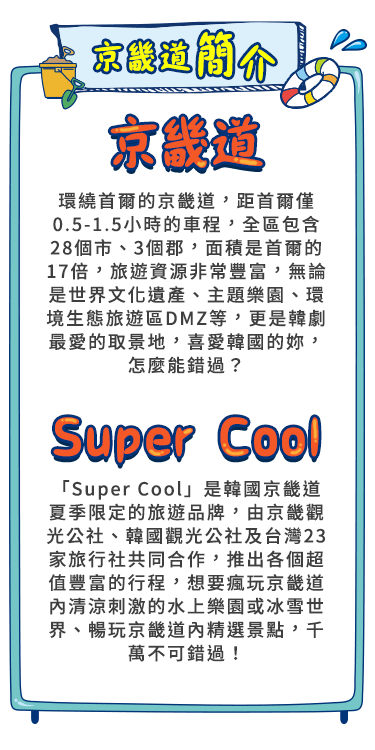 京畿道簡介
京畿道
環繞首爾的京畿道，距首爾僅
0.5-1.5小時的車程，全區包含
28個市、3個郡，面積是首爾的
17倍，旅遊資源非常豐富，無論
是世界文化遺產、主題樂園、環
境生態旅遊區DMZ等，更是韓劇
最愛的取景地，喜愛韓國的妳，
怎麼能錯過？
Super Cool
「Super Cool」是韓國京畿道
夏季限定的旅遊品牌，由京畿觀
光公社、韓國觀光公社及台灣23
家旅行社共同合作，推出各個超
值豐富的行程，想要瘋玩京畿道
內清涼刺激的水上樂園或冰雪世
界、暢玩京畿道內精選景點，千
萬不可錯過！